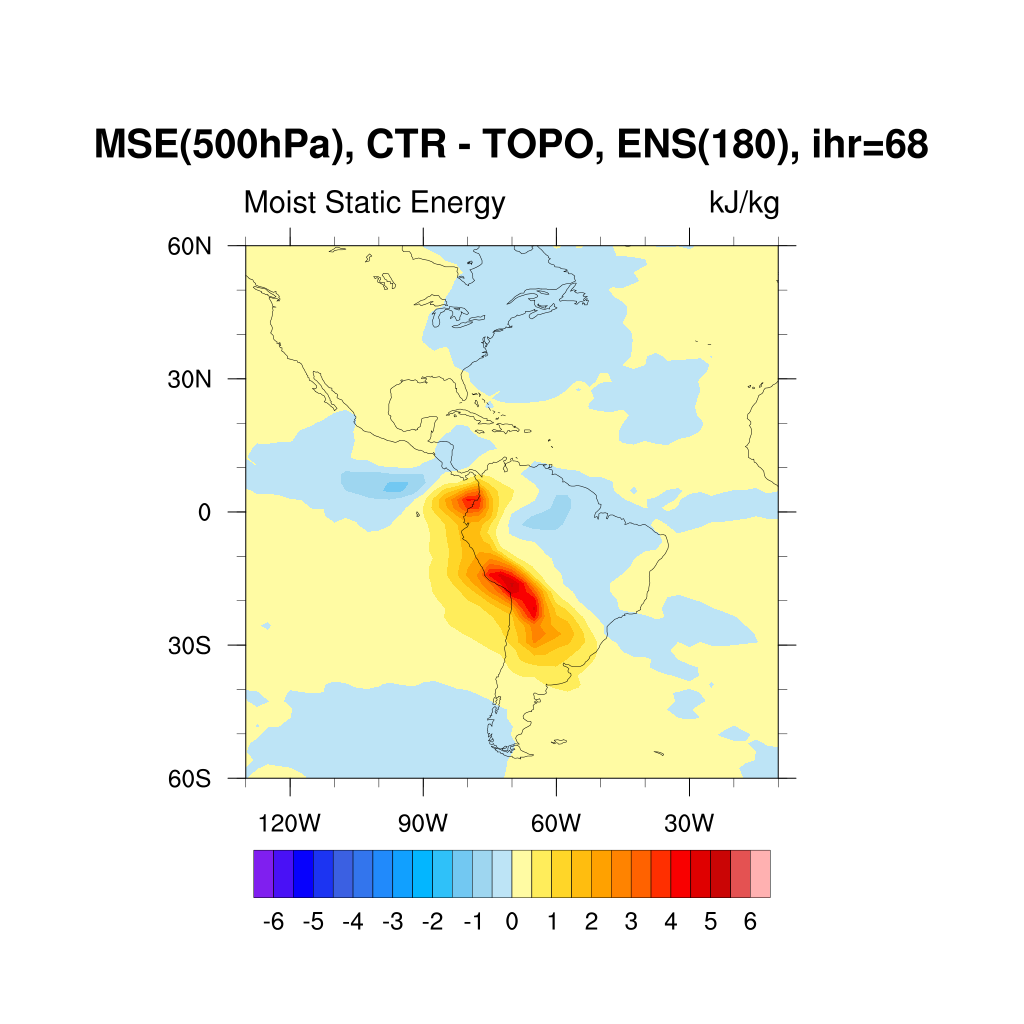 MSE(500hPa), CTR - TOPO, ENS(180), ihr=68
Moist Static Energy kJ/kg
60N
30N
0
30S
60S
120W 90W 60W 30W
-6 -5 -4 -3 -2 -1 0 1 2 3 4 5 6